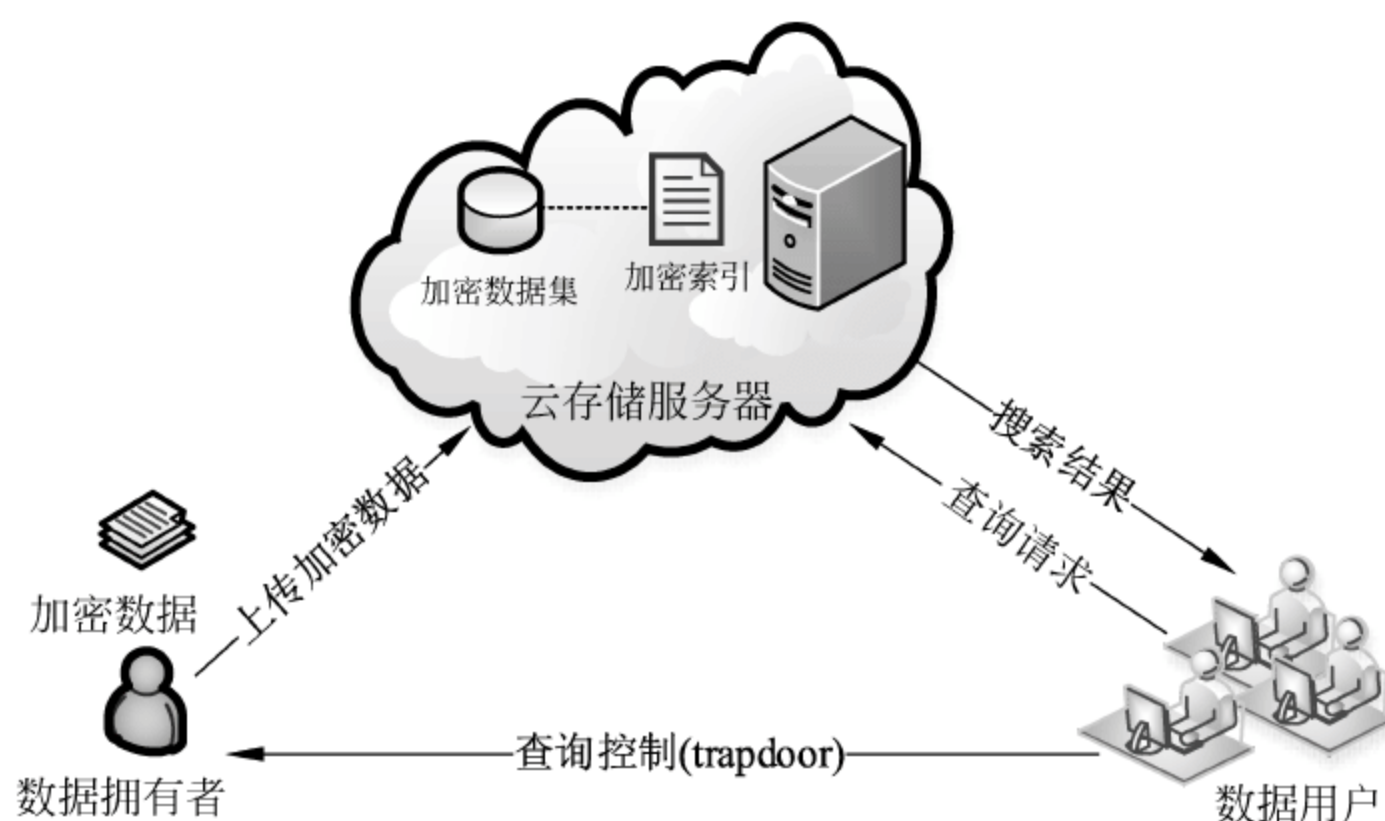 加密数据集
加密索引
云存储服务器
搜索结果
查询请求
上传加密数据
加密数据
查询控制(trapdoor)
数据拥有者
数据用户